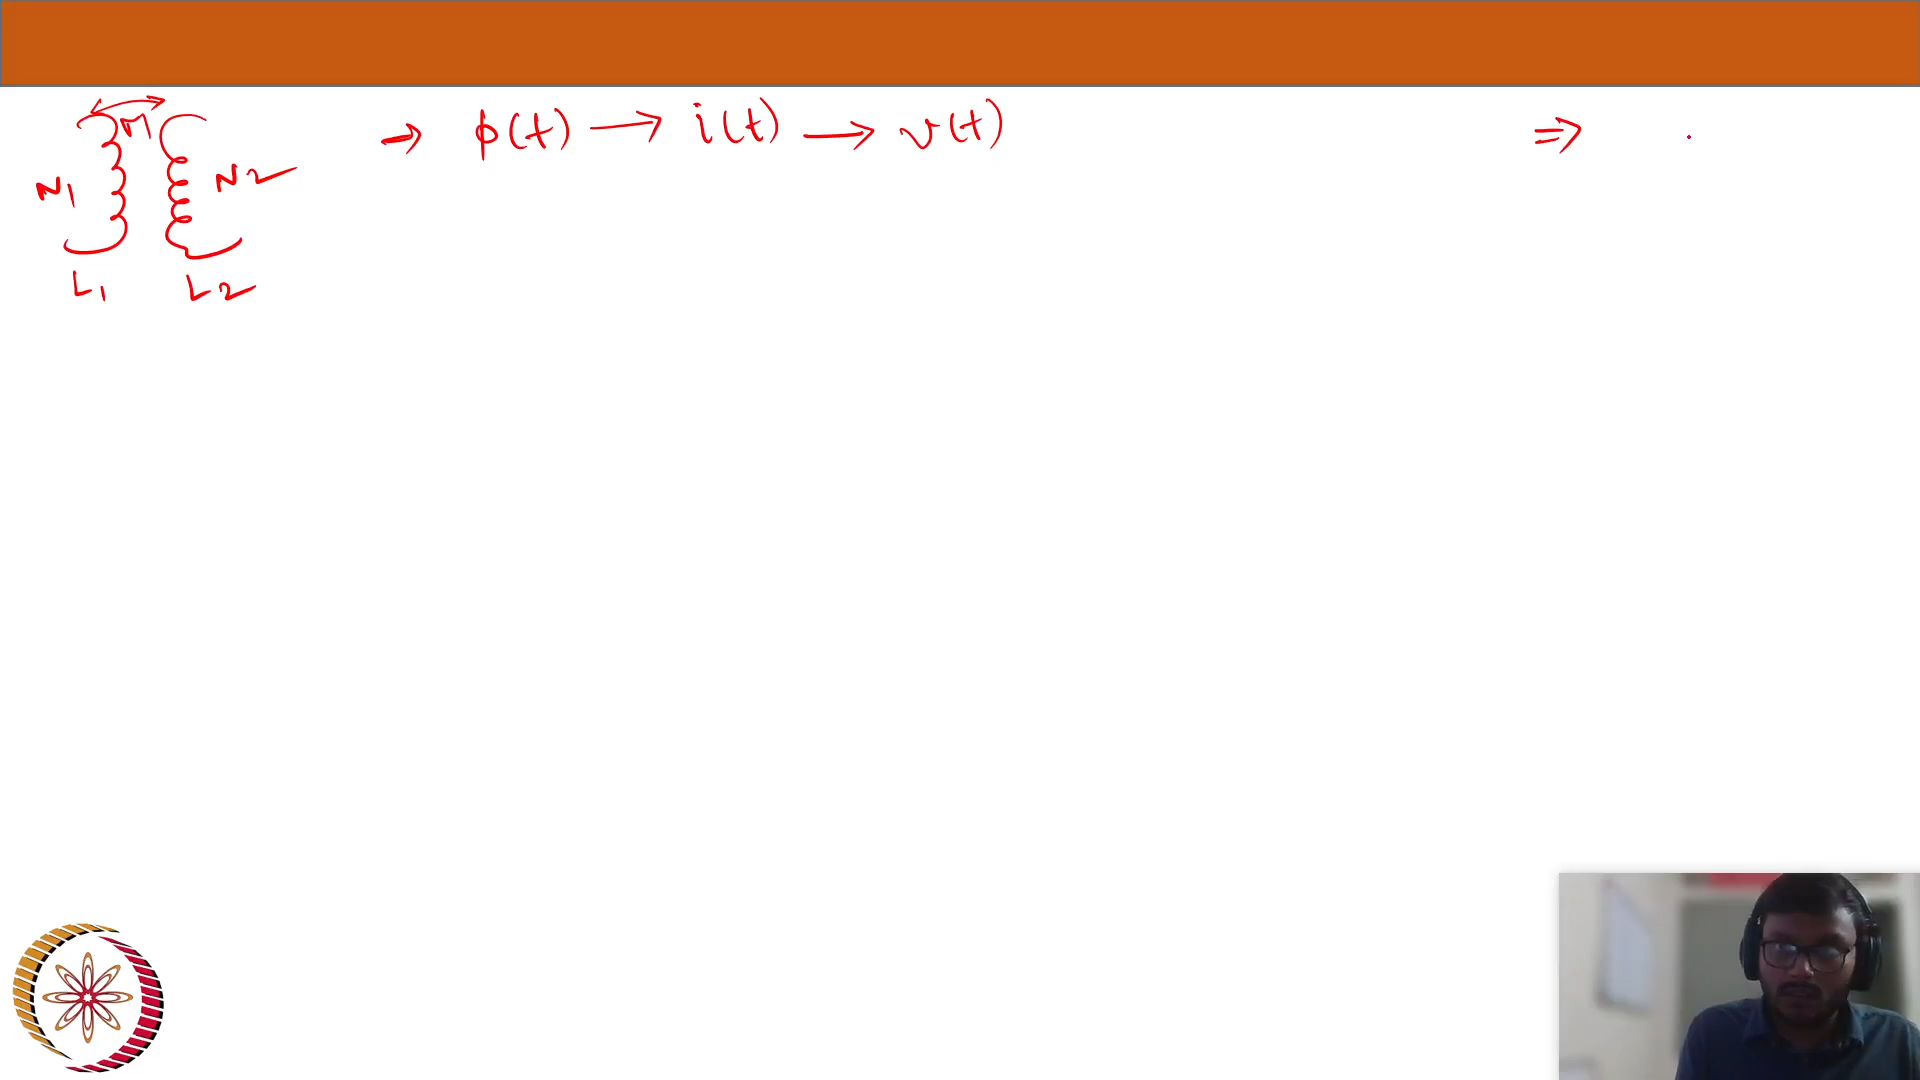 M
→ ϕ(t) → i(t) → v(t) ⇒
N1 N2
L1 L2